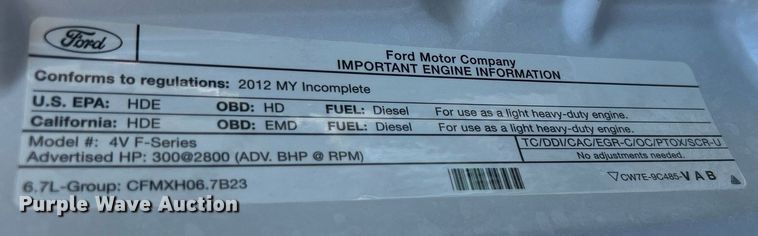 Ford
Ford Motor Company
IMPORTANT ENGINE INFORMATION
Conforms to regulations: 2012 MY Incomplete
U.S. EPA: HDE OBD: HD FUEL: Diesel For use as a light heavy-duty engine.
California: HDE OBD: EMD FUEL: Diesel For use as a light heavy-duty engine.
Model #: 4V F-Series TC/DDI/CAC/EGR-C/OC/PTOX/SCR-U
Advertised HP: 300@2800 (ADV. BHP @ RPM) No adjustments needed.
6.7L-Group: CFMXH06.7B23 ▽CW7E-9C485-VAB △
Purple Wave Auction